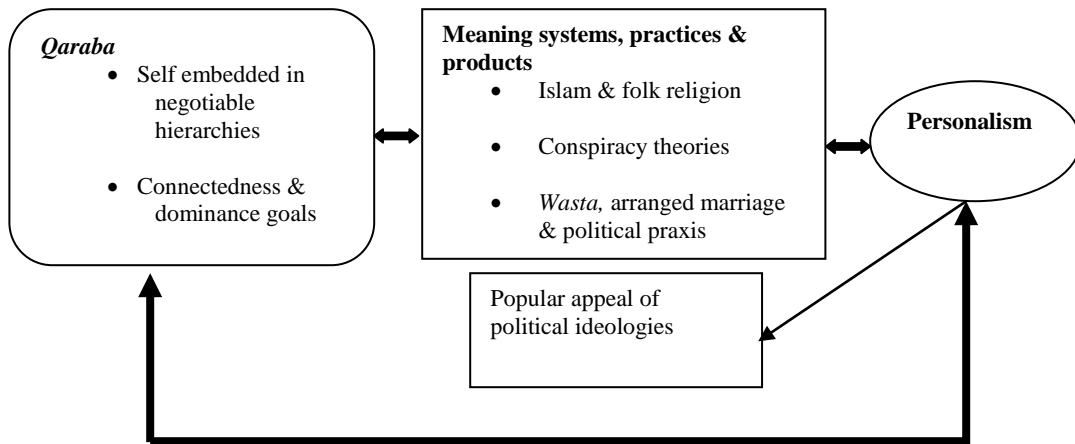 Qaraba
• Self embedded in
negotiable
hierarchies
• Connectedness &
dominance goals
Meaning systems, practices &
products
• Islam & folk religion
• Conspiracy theories
• Wasta, arranged marriage
& political praxis
Personalism
Popular appeal of
political ideologies